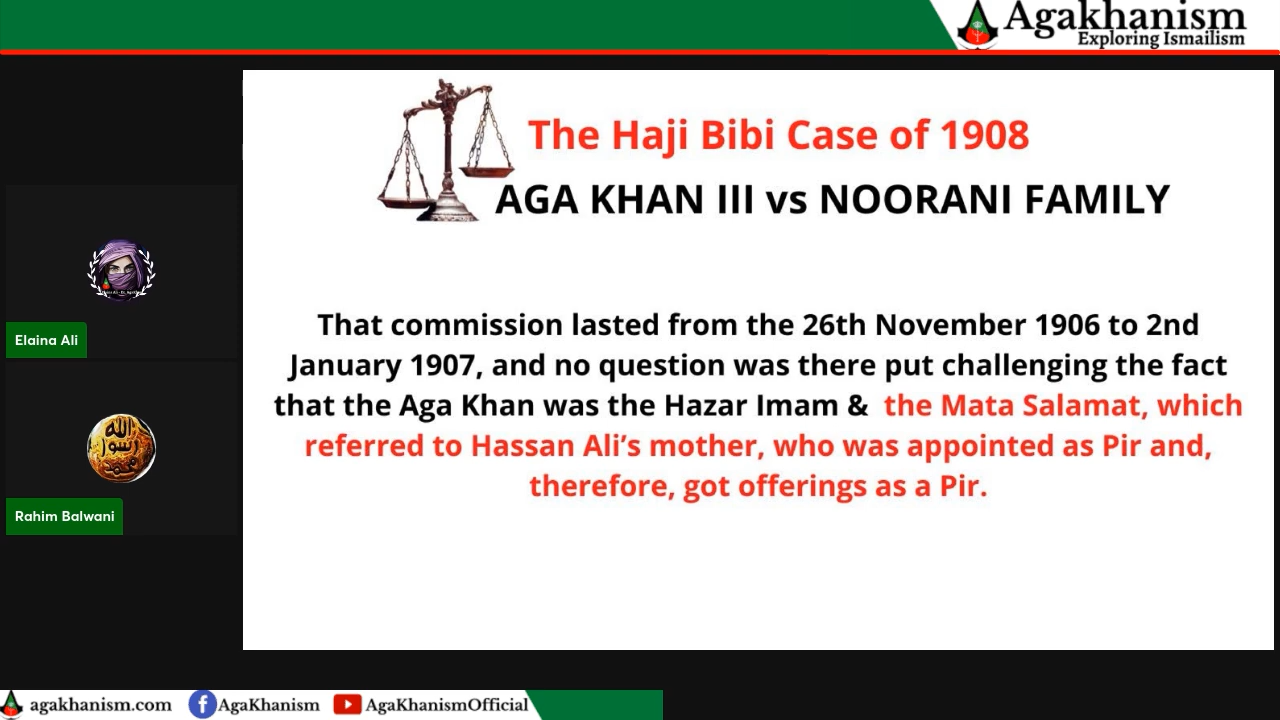 Agakhanism
Exploring Ismailism
The Haji Bibi Case of 1908
AGA KHAN III vs NOORANI FAMILY
That commission lasted from the 26th November 1906 to 2nd
January 1907, and no question was there put challenging the fact
that the Aga Khan was the Hazar Imam & the Mata Salamat, which
referred to Hassan Ali’s mother, who was appointed as Pir and,
therefore, got offerings as a Pir.
Elaina Ali
الله
رسول
محمد
Rahim Balwani
agakhanism.com AgaKhanism AgaKhanismOfficial